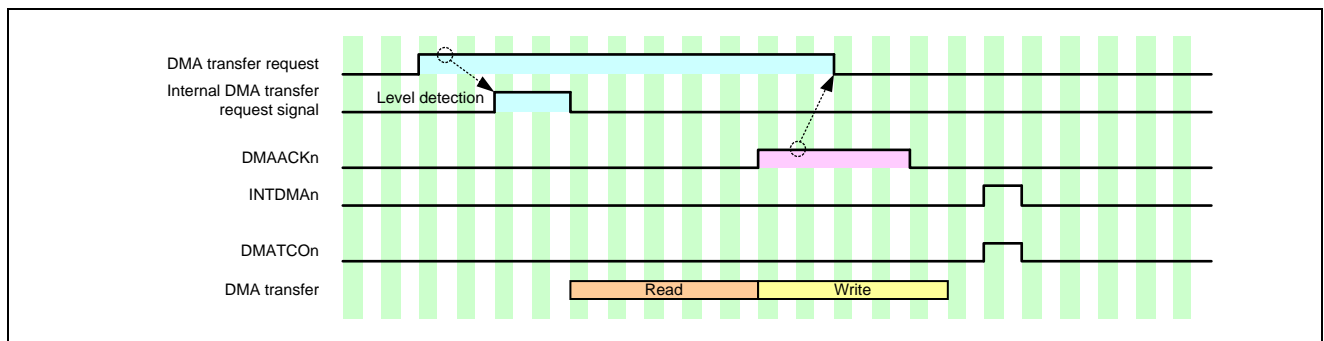 DMA transfer request
Internal DMA transfer
request signal
Level detection
DMAACKn
INTDMAn
DMATCOn
DMA transfer
Read
Write